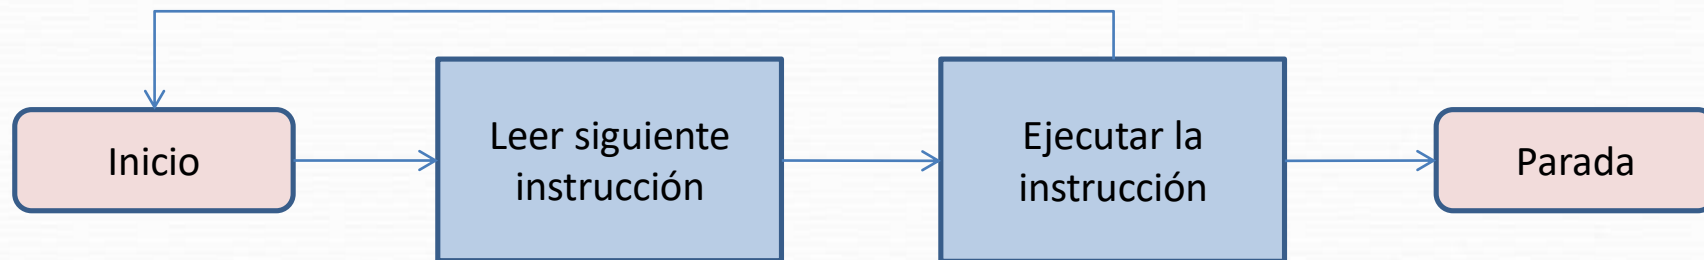 Inicio
Leer siguiente
instrucción
Ejecutar la
instrucción
Parada